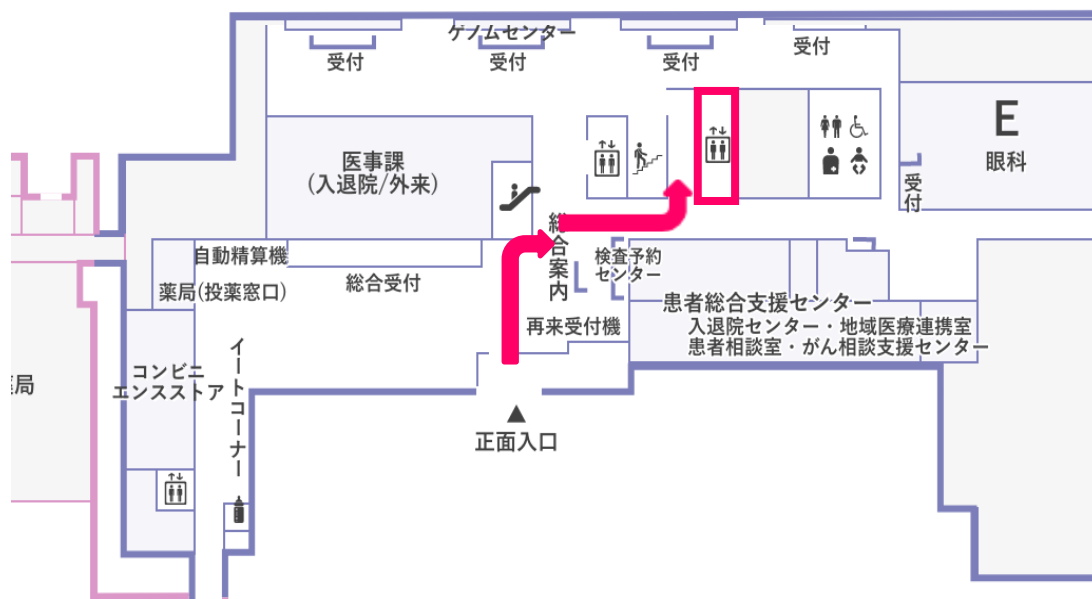 ゲノムセンター
受付
受付
受付
受付
E
眼科
受付
医事課
(入退院/外来)
総合案内
自動精算機
総合受付
薬局(投薬窓口)
検査予約
センター
患者総合支援センター
入退院センター・地域医療連携室
患者相談室・がん相談支援センター
再来受付機
イートコーナー
コンビニ
エンスストア
薬局
正面入口